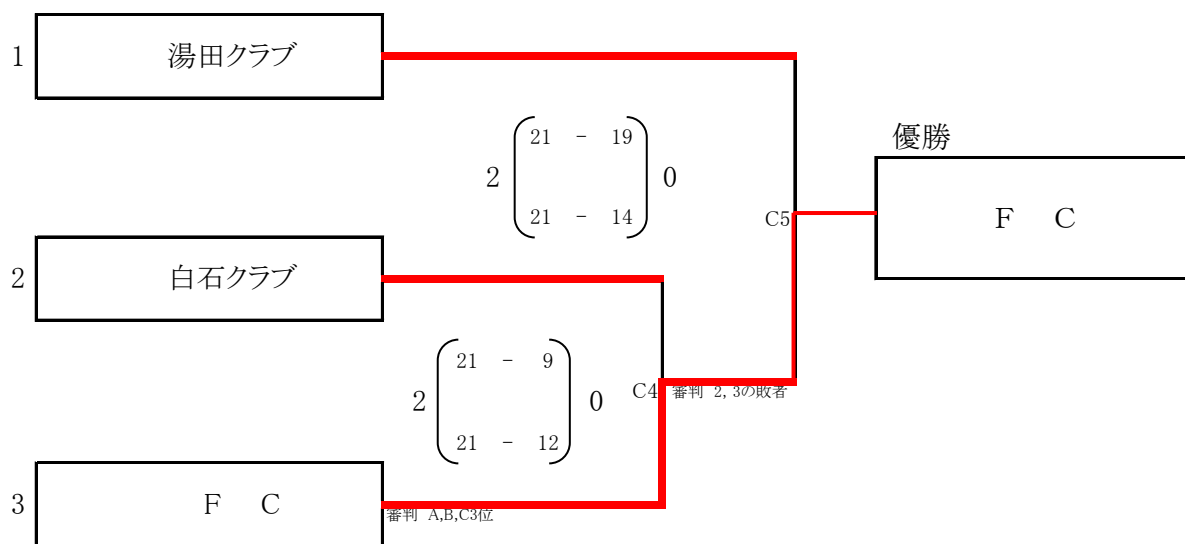 1 湯田クラブ
21 - 19
2 0
21 - 14
優勝
F C
C5
2 白石クラブ
21 - 9
2 0
21 - 12
C4 審判 2, 3の敗者
3 F C
審判 A,B,C3位